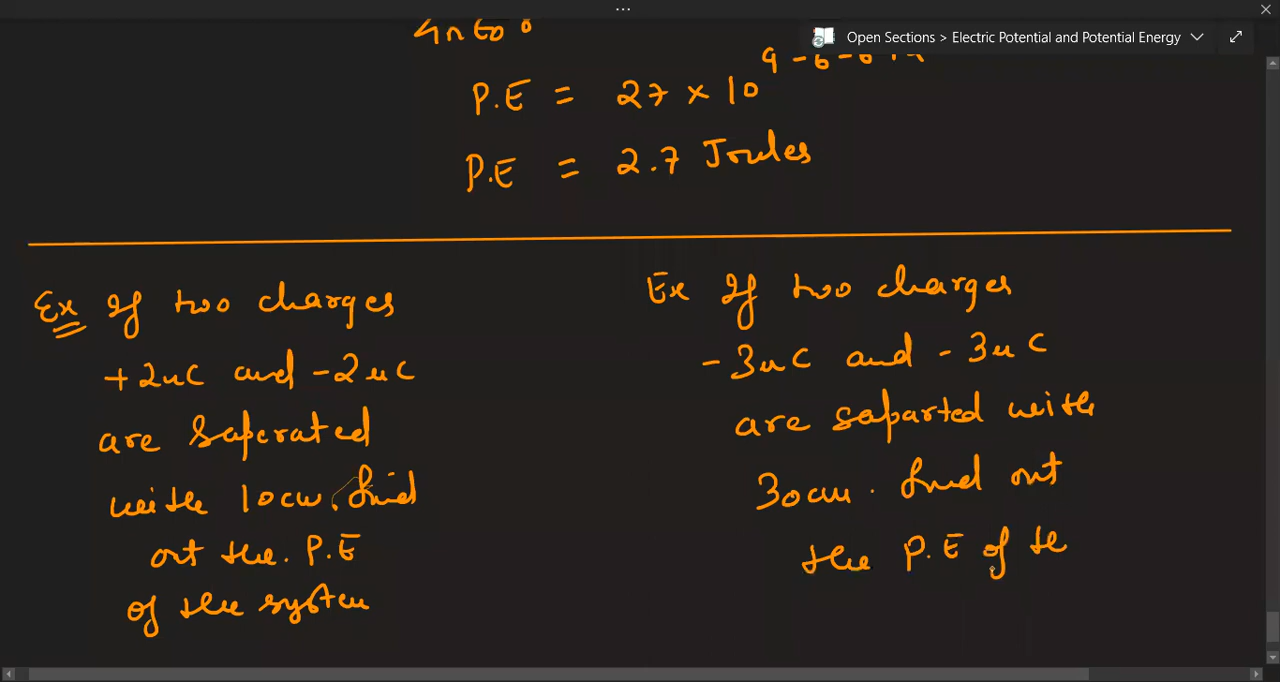 Open Sections > Electric Potential and Potential Energy
P.E = 27 × 10
P.E = 2.7 Joules
Ex If two charges
+2uC and -2uC
are Saperated
with 10cm. find
out the. P.E
of the system
Ex If two charges
-3uC and -3uC
are saparted with
30cm. find out
the P.E of the